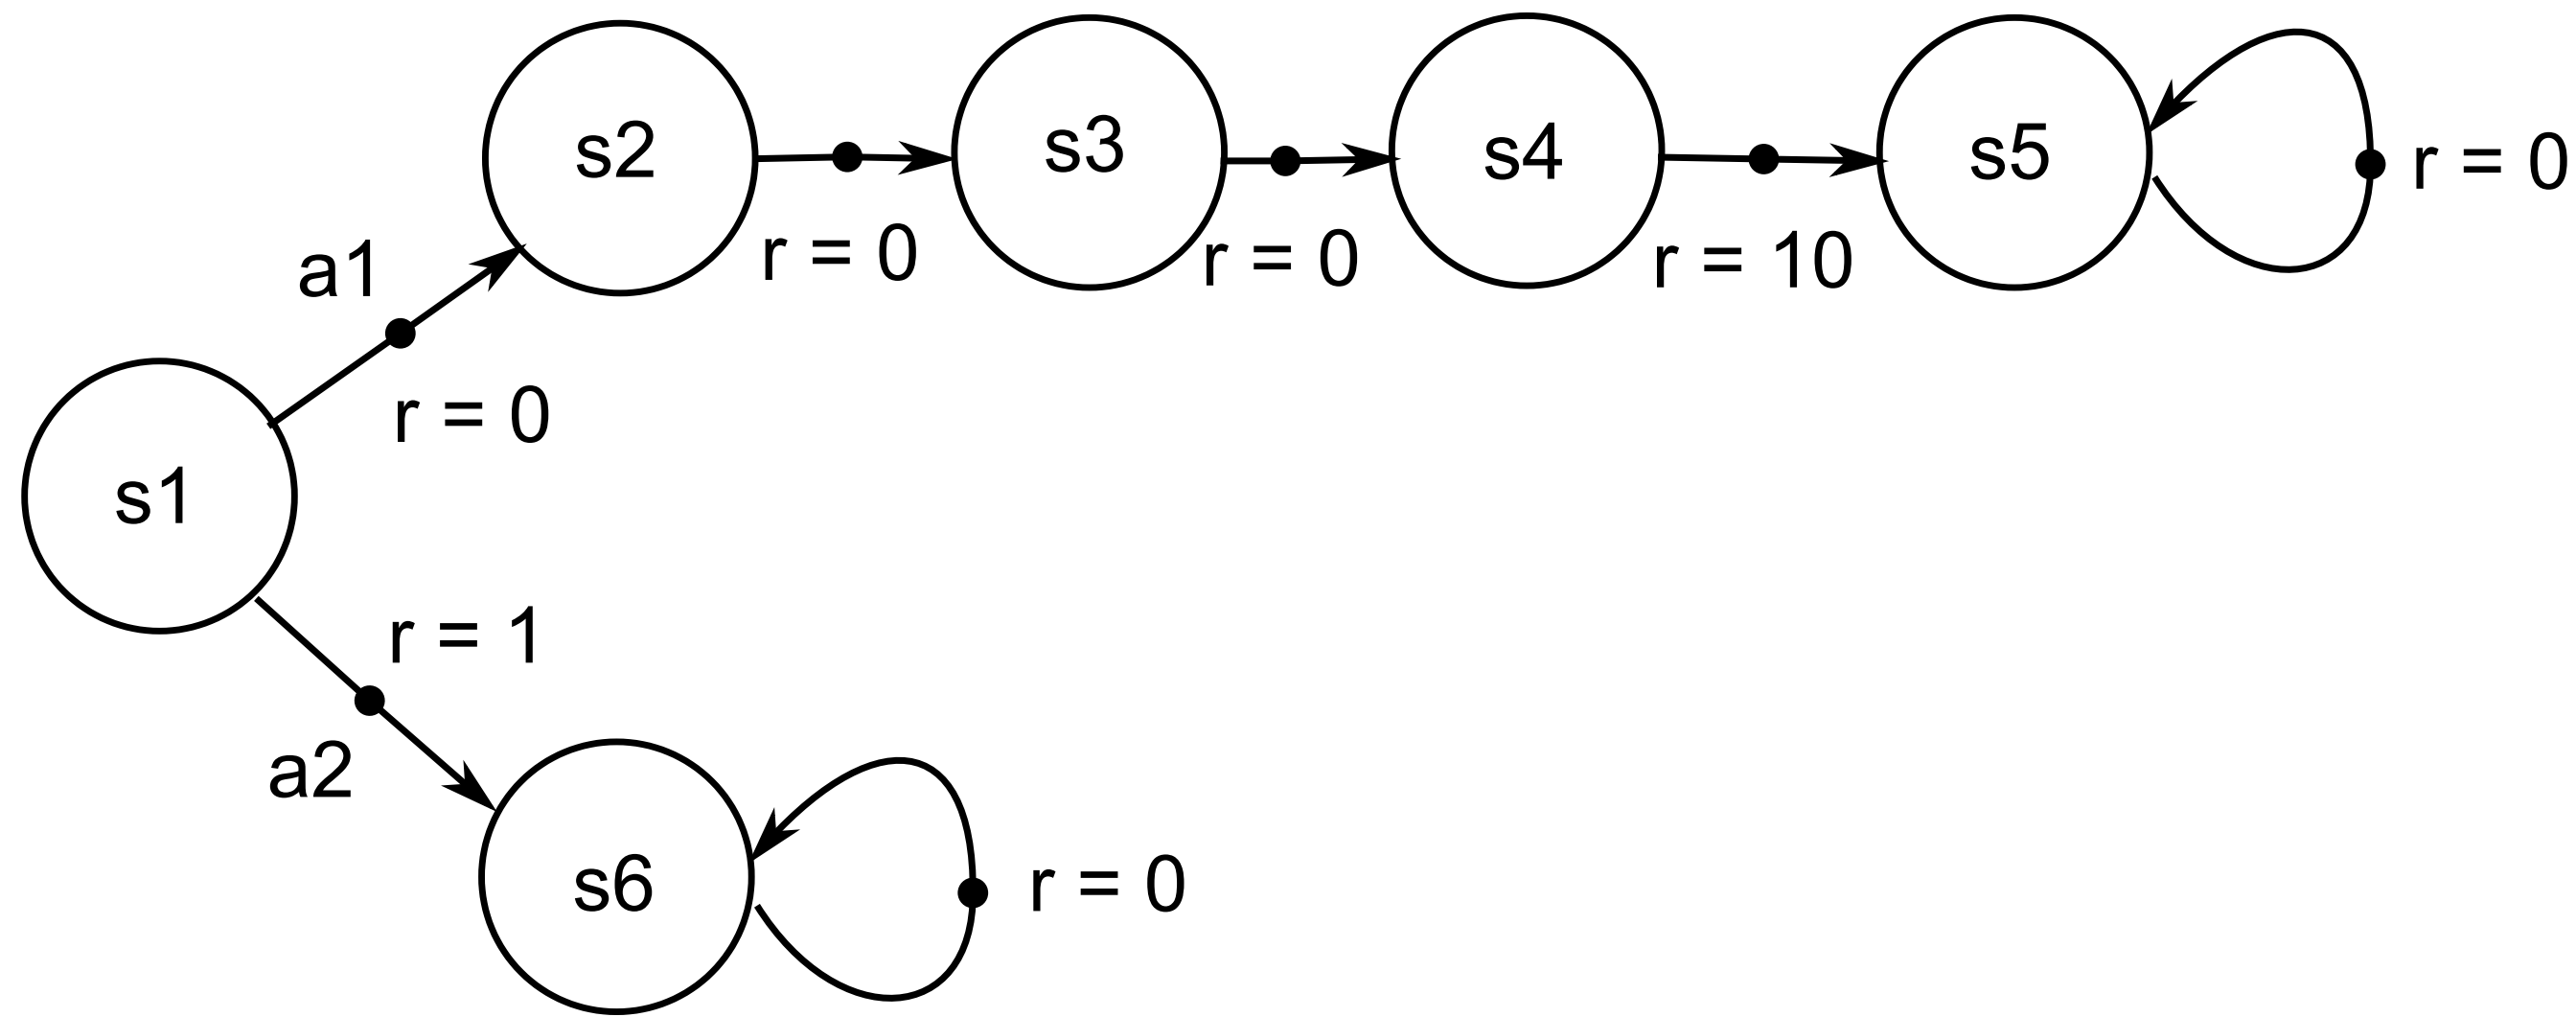 s2
s3
s4
s5
r = 0
r = 0
r = 0
r = 10
a1
r = 0
s1
r = 1
a2
s6
r = 0